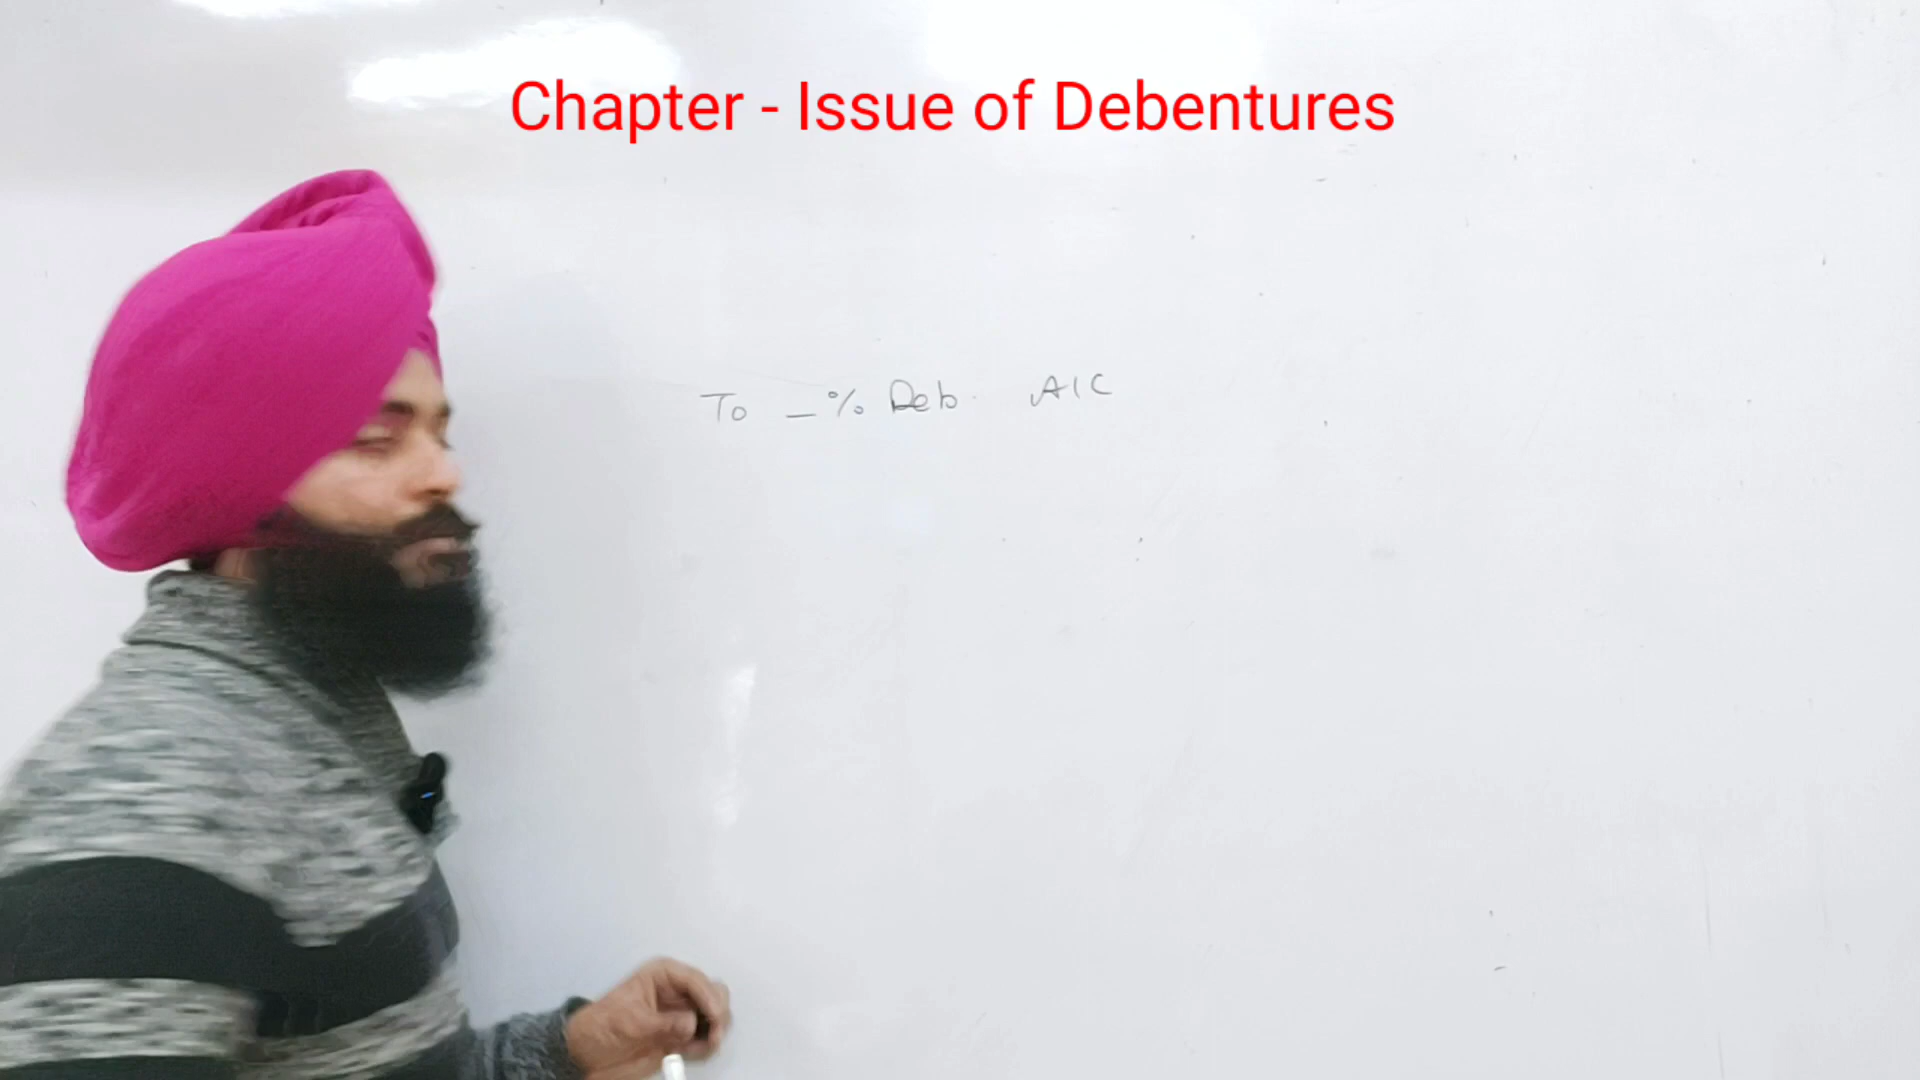 Chapter - Issue of Debentures
To _% Deb. A/C